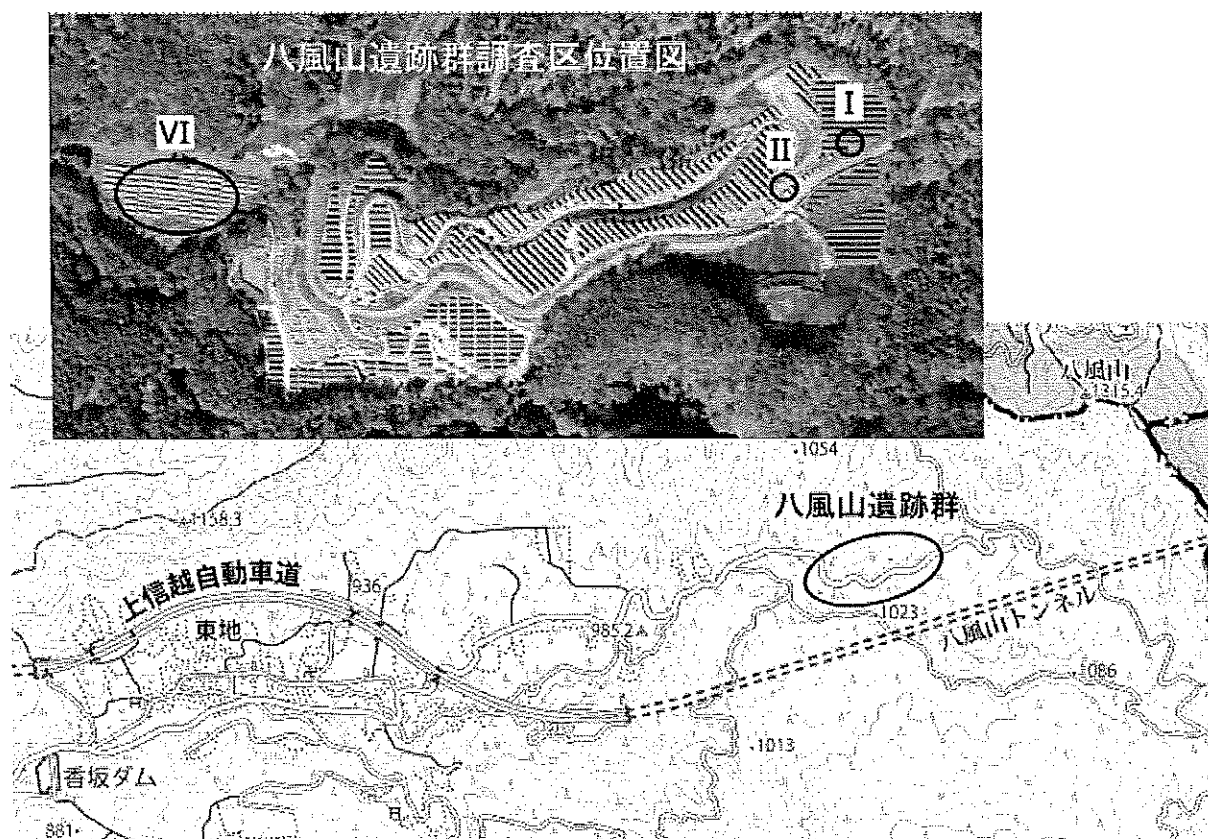 八風山遺跡群調査区位置図
VI
I
II
八風山
1315.4
1054
八風山遺跡群
1158.3
上信越自動車道
936
東地
985.2
1023
八風山トンネル
1086
1013
香坂ダム
881